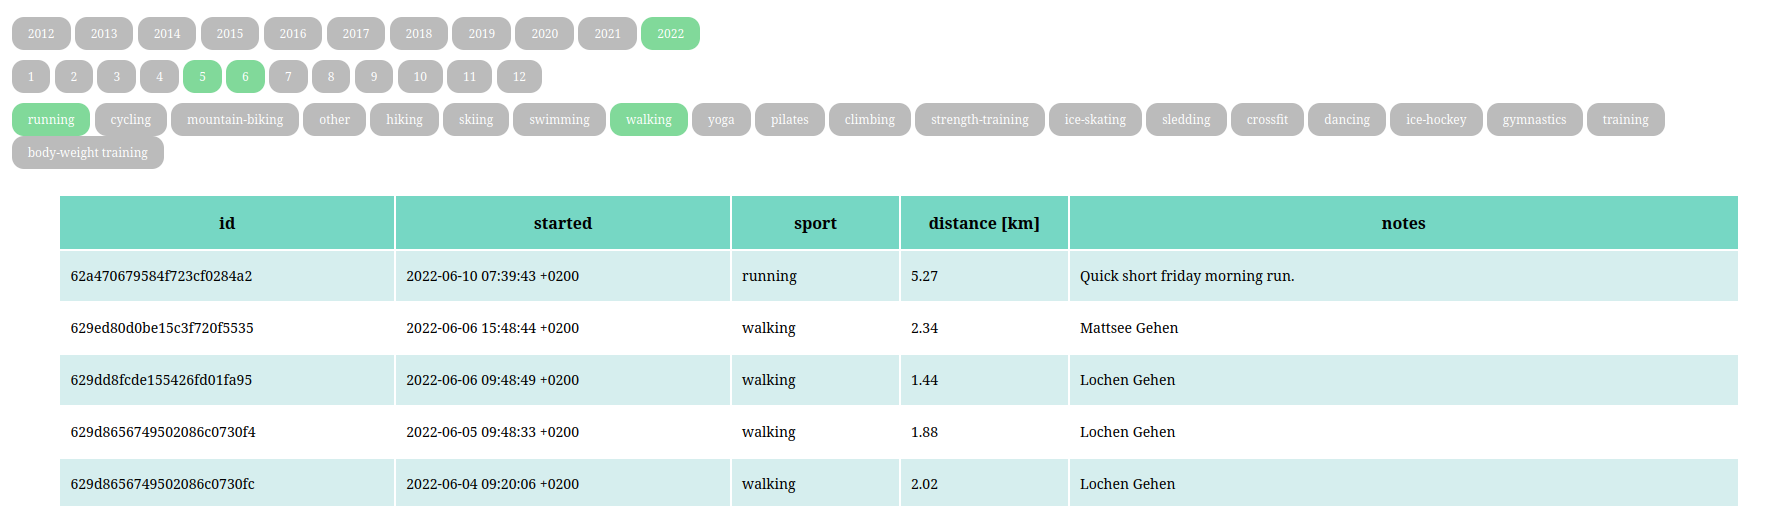 2012 2013 2014 2015 2016 2017 2018 2019 2020 2021 2022
1 2 3 4 5 6 7 8 9 10 11 12
running cycling mountain-biking other hiking skiing swimming walking yoga pilates climbing strength-training ice-skating sledding crossfit dancing ice-hockey gymnastics training
body-weight training
id started sport distance [km] notes
62a470679584f723cf0284a2 2022-06-10 07:39:43 +0200 running 5.27 Quick short friday morning run.
629ed80d0be15c3f720f5535 2022-06-06 15:48:44 +0200 walking 2.34 Mattsee Gehen
629dd8fcde155426fd01fa95 2022-06-06 09:48:49 +0200 walking 1.44 Lochen Gehen
629d8656749502086c0730f4 2022-06-05 09:48:33 +0200 walking 1.88 Lochen Gehen
629d8656749502086c0730fc 2022-06-04 09:20:06 +0200 walking 2.02 Lochen Gehen